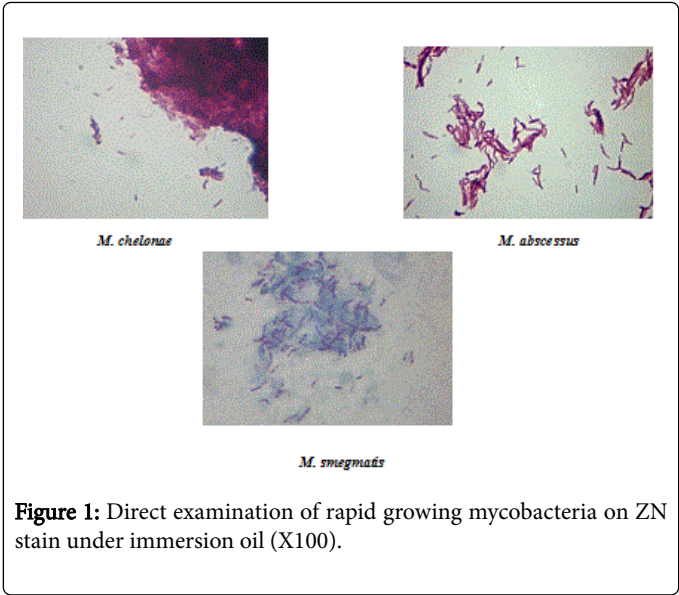 M. chelonae
M. abscessus
M. smegmatis
Figure 1: Direct examination of rapid growing mycobacteria on ZN
stain under immersion oil (X100).